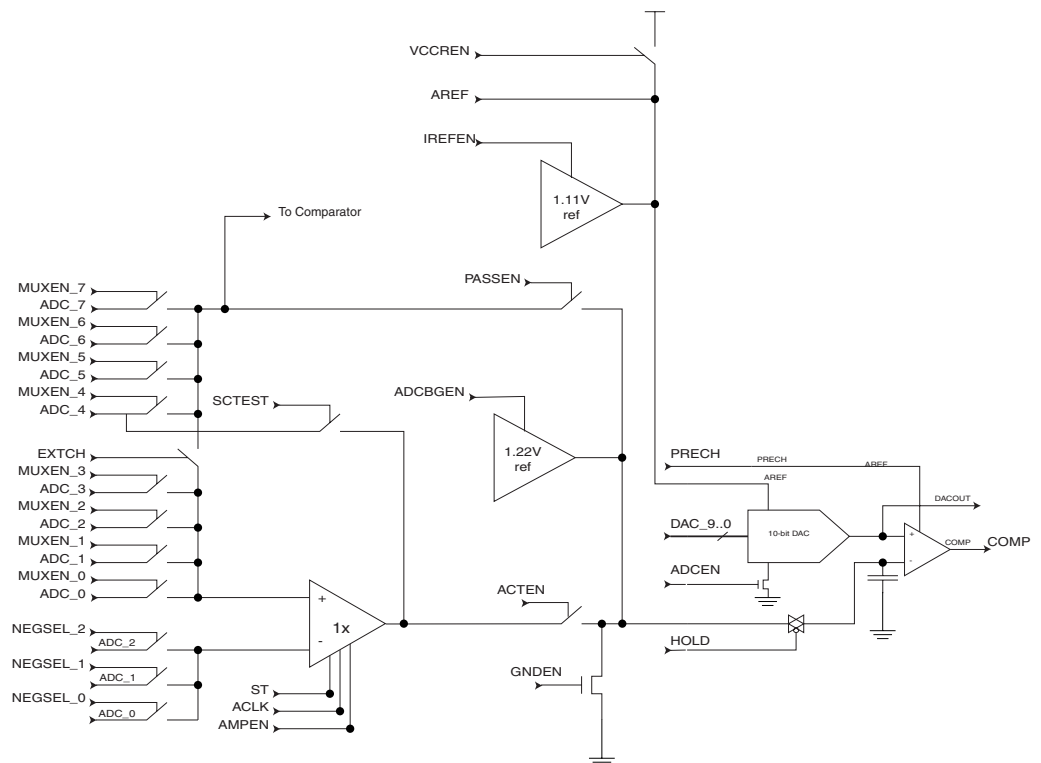 VCCREN
AREF
IREFEN
1.11V
ref
To Comparator
PASSEN
MUXEN_7
ADC_7
MUXEN_6
ADC_6
MUXEN_5
ADC_5
MUXEN_4
ADC_4
SCTEST
ADCBGEN
1.22V
ref
EXTCH
MUXEN_3
ADC_3
MUXEN_2
ADC_2
MUXEN_1
ADC_1
MUXEN_0
ADC_0
NEGSEL_2
ADC_2
NEGSEL_1
ADC_1
NEGSEL_0
ADC_0
+
1x
-
ST
ACLK
AMPEN
ACTEN
GNDEN
PRECH
PRECH
AREF
AREF
DAC_9..0
10-bit DAC
DACOUT
ADCEN
+
-
COMP
COMP
HOLD